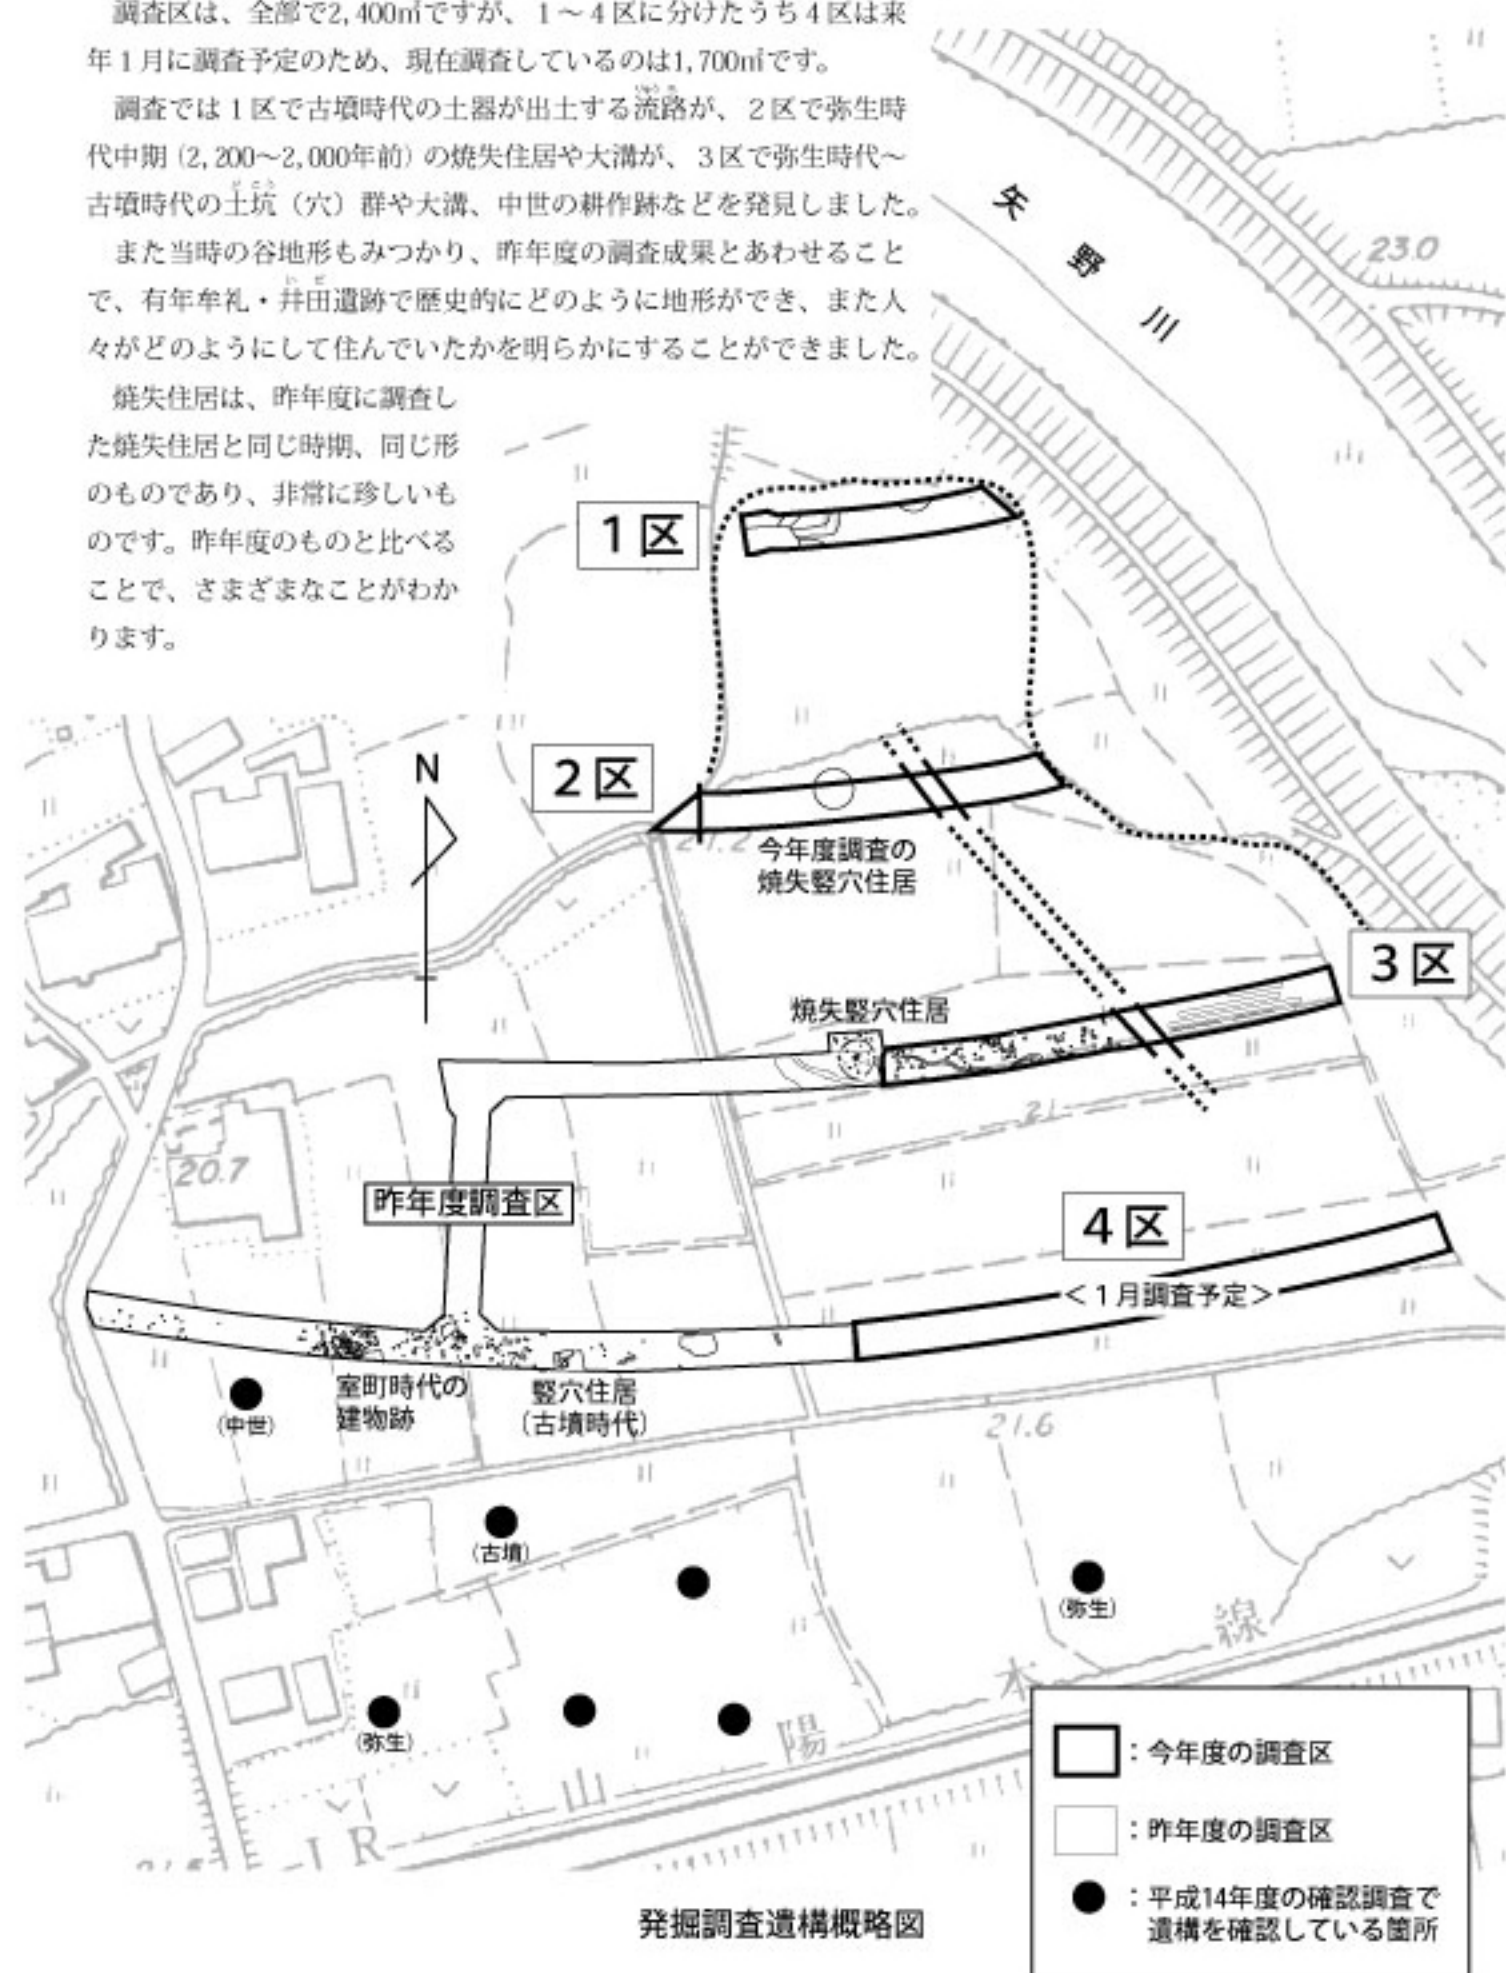 調査区は、全部で2,400㎡ですが、１～４区に分けたうち４区は来
年１月に調査予定のため、現在調査しているのは1,700㎡です。
調査では１区で古墳時代の土器が出土する流路が、２区で弥生時
代中期（2,200～2,000年前）の焼失住居や大溝が、３区で弥生時代～
古墳時代の土坑（穴）群や大溝、中世の耕作跡などを発見しました。
また当時の谷地形もみつかり、昨年度の調査成果とあわせること
で、有年牟礼・井田遺跡で歴史的にどのように地形ができ、また人
々がどのようにして住んでいたかを明らかにすることができました。
焼失住居は、昨年度に調査し
た焼失住居と同じ時期、同じ形
のものであり、非常に珍しいも
のです。昨年度のものと比べる
ことで、さまざまなことがわか
ります。
矢野川
23.0
１区
N
２区
21.2
今年度調査の
焼失竪穴住居
３区
焼失竪穴住居
21
20.7
昨年度調査区
４区
＜１月調査予定＞
(中世)
室町時代の
建物跡
竪穴住居
(古墳時代)
21.6
(古墳)
(弥生)
(弥生)
JR山陽本線
：今年度の調査区
：昨年度の調査区
：平成14年度の確認調査で
遺構を確認している箇所
発掘調査遺構概略図